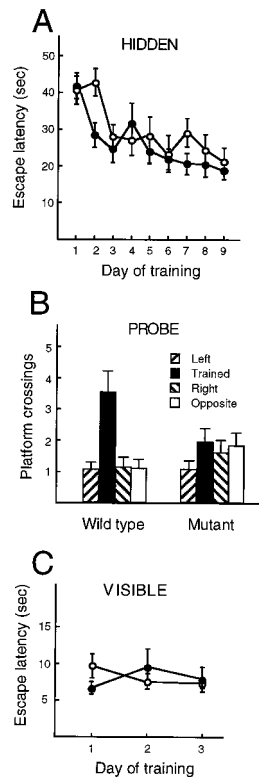 A
HIDDEN
Escape latency (sec)
50
40
30
20
10
1 2 3 4 5 6 7 8 9
Day of training
B
PROBE
Platform crossings
5
4
3
2
1
Left
Trained
Right
Opposite
Wild type Mutant
C
VISIBLE
Escape latency (sec)
15
10
5
1 2 3
Day of training